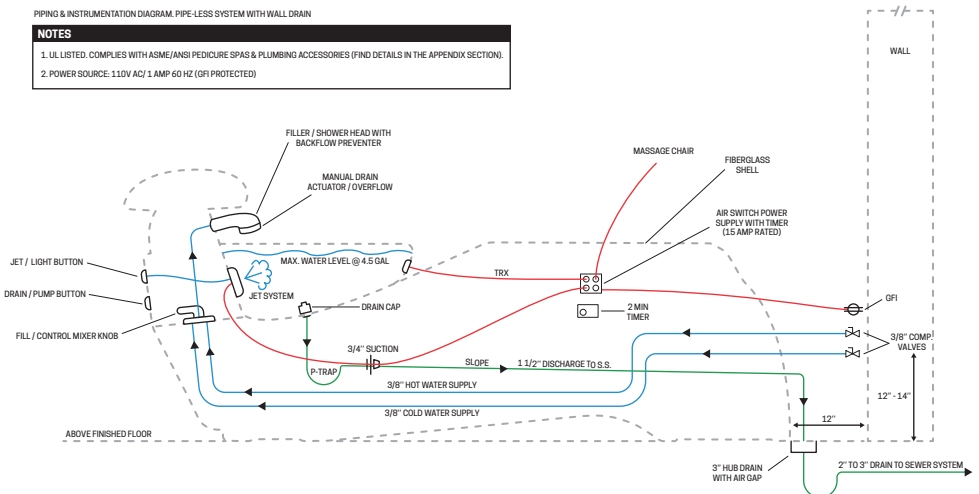 PIPING & INSTRUMENTATION DIAGRAM. PIPE-LESS SYSTEM WITH WALL DRAIN
NOTES
1. UL LISTED. COMPLIES WITH ASME/ANSI PEDICURE SPAS & PLUMBING ACCESSORIES (FIND DETAILS IN THE APPENDIX SECTION).
2. POWER SOURCE: 110V AC/ 1 AMP 60 HZ (GFI PROTECTED)
WALL
FILLER / SHOWER HEAD WITH
BACKFLOW PREVENTER
MANUAL DRAIN
ACTUATOR / OVERFLOW
MASSAGE CHAIR
FIBERGLASS
SHELL
AIR SWITCH POWER
SUPPLY WITH TIMER
(15 AMP RATED)
JET / LIGHT BUTTON
MAX. WATER LEVEL @ 4.5 GAL
TRX
DRAIN / PUMP BUTTON
JET SYSTEM
DRAIN CAP
2 MIN
TIMER
GFI
FILL / CONTROL MIXER KNOB
3/8" COMP.
VALVES
3/4" SUCTION
P-TRAP
SLOPE
1 1/2" DISCHARGE TO S.S.
3/8" HOT WATER SUPPLY
12" - 14"
3/8" COLD WATER SUPPLY
12"
ABOVE FINISHED FLOOR
3" HUB DRAIN
WITH AIR GAP
2" TO 3" DRAIN TO SEWER SYSTEM